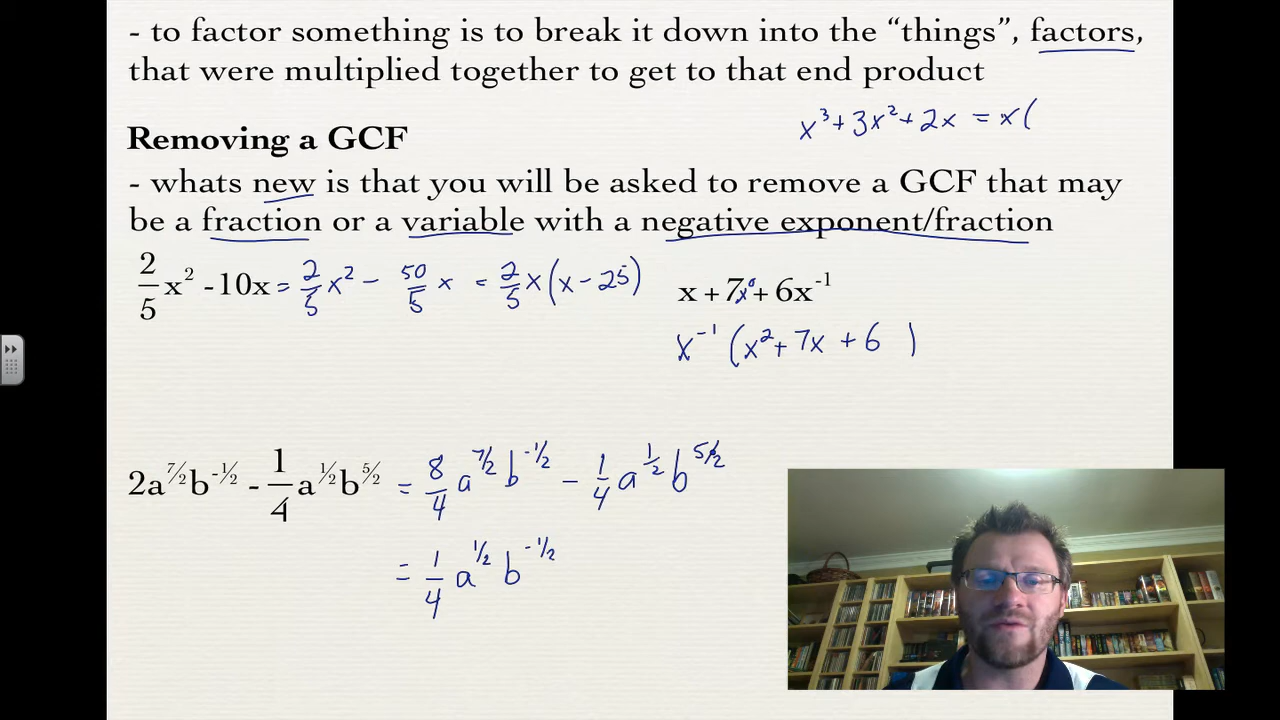 - to factor something is to break it down into the “things”, factors,
that were multiplied together to get to that end product
x³ + 3x² + 2x = x(
Removing a GCF
- whats new is that you will be asked to remove a GCF that may
be a fraction or a variable with a negative exponent/fraction
2/5 x² - 10x = 2/5 x² - 50/5 x = 2/5 x(x - 25)
x + 7x⁰ + 6x⁻¹
x⁻¹ (x² + 7x + 6 )
2a^(7/2) b^(-1/2) - 1/4 a^(1/2) b^(5/2) = 8/4 a^(7/2) b^(-1/2) - 1/4 a^(1/2) b^(5/2)
= 1/4 a^(1/2) b^(-1/2)